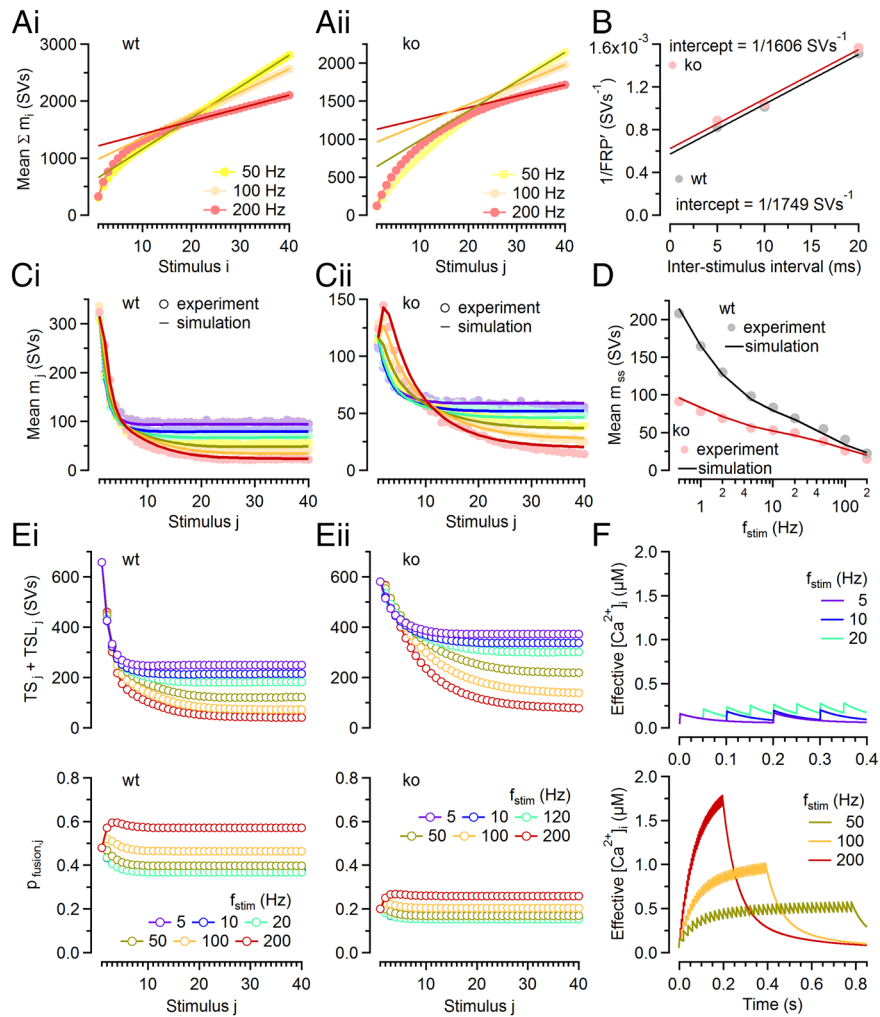 Ai
wt
Mean Σ mi (SVs)
3000
2000
1000
0
50 Hz
100 Hz
200 Hz
10 20 30 40
Stimulus i
Aii
ko
2500
2000
1500
1000
500
0
50 Hz
100 Hz
200 Hz
10 20 30 40
Stimulus j
B
1/FRP′ (SVs-1)
1.6x10-3
1.2
0.8
0.4
0.0
intercept = 1/1606 SVs-1
ko
wt
intercept = 1/1749 SVs-1
0 5 10 15 20
Inter-stimulus interval (ms)
Ci
wt
experiment
simulation
Mean mj (SVs)
300
200
100
0
10 20 30 40
Stimulus j
Cii
ko
experiment
simulation
150
100
50
0
10 20 30 40
Stimulus j
D
wt
experiment
simulation
Mean mss (SVs)
200
150
100
50
0
ko
experiment
simulation
1 2 4 10 2 4 100 2
fstim (Hz)
Ei
wt
TSj + TSLj (SVs)
600
400
200
0
Eii
ko
600
400
200
0
F
Effective [Ca2+]i (μM)
2.0
1.5
1.0
0.5
0.0
fstim (Hz)
5
10
20
0.0 0.1 0.2 0.3 0.4
wt
pfusion,j
0.8
0.6
0.4
0.2
0.0
fstim (Hz)
5 10 20
50 100 200
0 10 20 30 40
Stimulus j
ko
fstim (Hz)
5 10 120
50 100 200
0 10 20 30 40
Stimulus j
Effective [Ca2+]i (μM)
2.0
1.5
1.0
0.5
0.0
fstim (Hz)
50
100
200
0.0 0.2 0.4 0.6 0.8
Time (s)